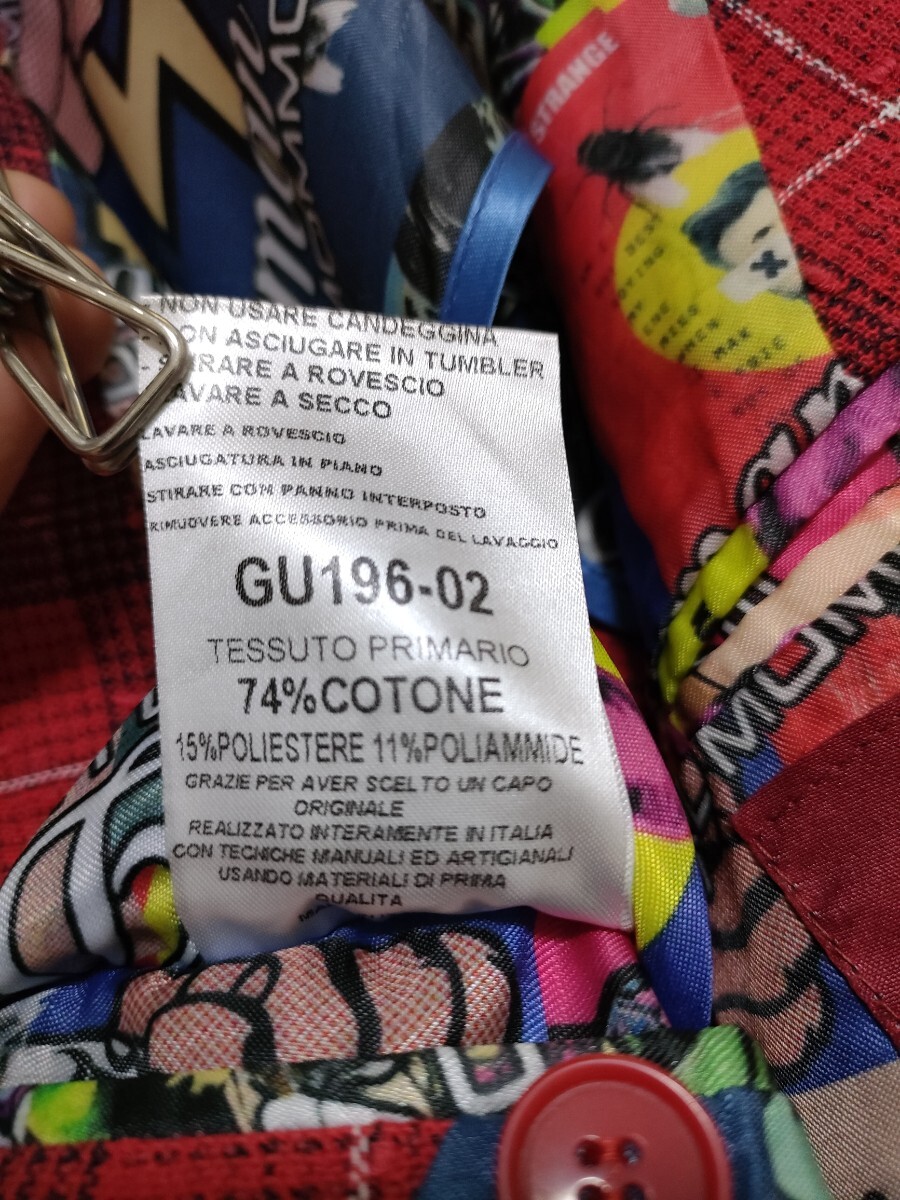 - NON USARE CANDEGGINA
NON ASCIUGARE IN TUMBLER
- STIRARE A ROVESCIO
LAVARE A SECCO
LAVARE A ROVESCIO
ASCIUGATURA IN PIANO
STIRARE CON PANNO INTERPOSTO
RIMUOVERE ACCESSORIO PRIMA DEL LAVAGGIO
GU196-02
TESSUTO PRIMARIO
74%COTONE
15%POLIESTERE 11%POLIAMMIDE
GRAZIE PER AVER SCELTO UN CAPO
ORIGINALE
REALIZZATO INTERAMENTE IN ITALIA
CON TECNICHE MANUALI ED ARTIGIANALI
USANDO MATERIALI DI PRIMA
QUALITA
STRANGE
man